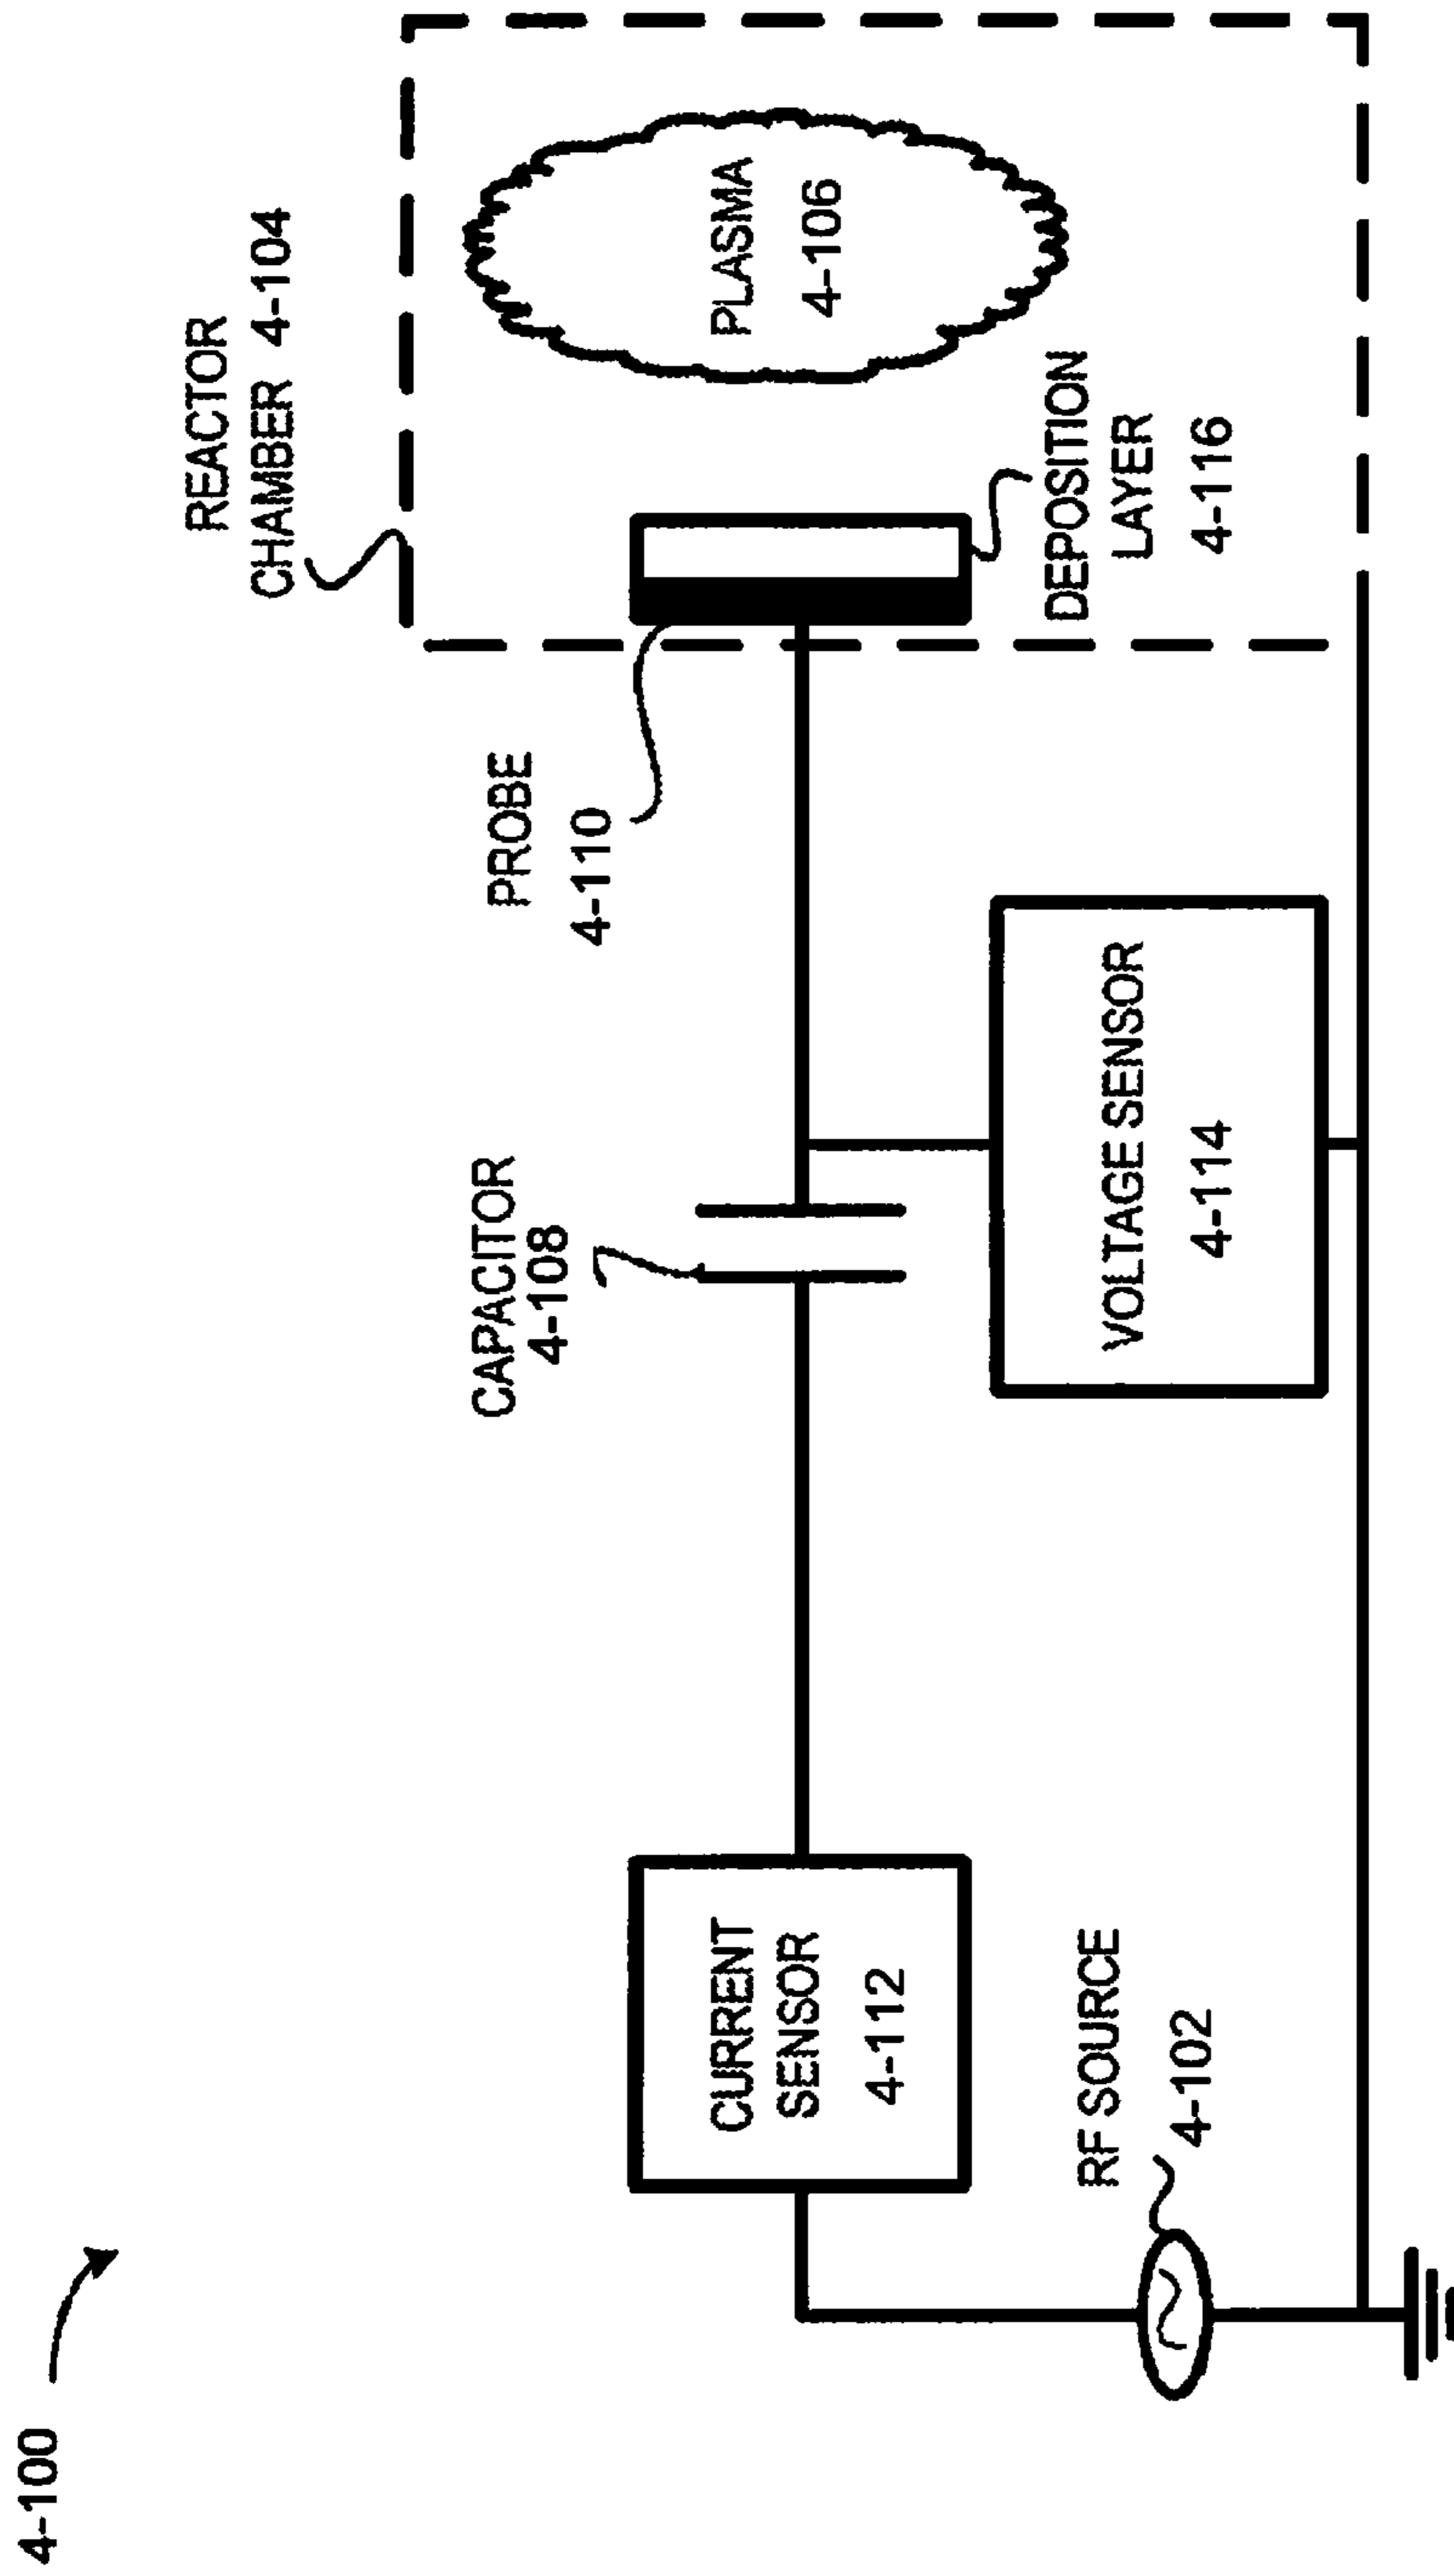 4-100
REACTOR
CHAMBER 4-104
PLASMA
4-106
PROBE
4-110
DEPOSITION
LAYER
4-116
CAPACITOR
4-108
VOLTAGE SENSOR
4-114
CURRENT
SENSOR
4-112
RF SOURCE
4-102